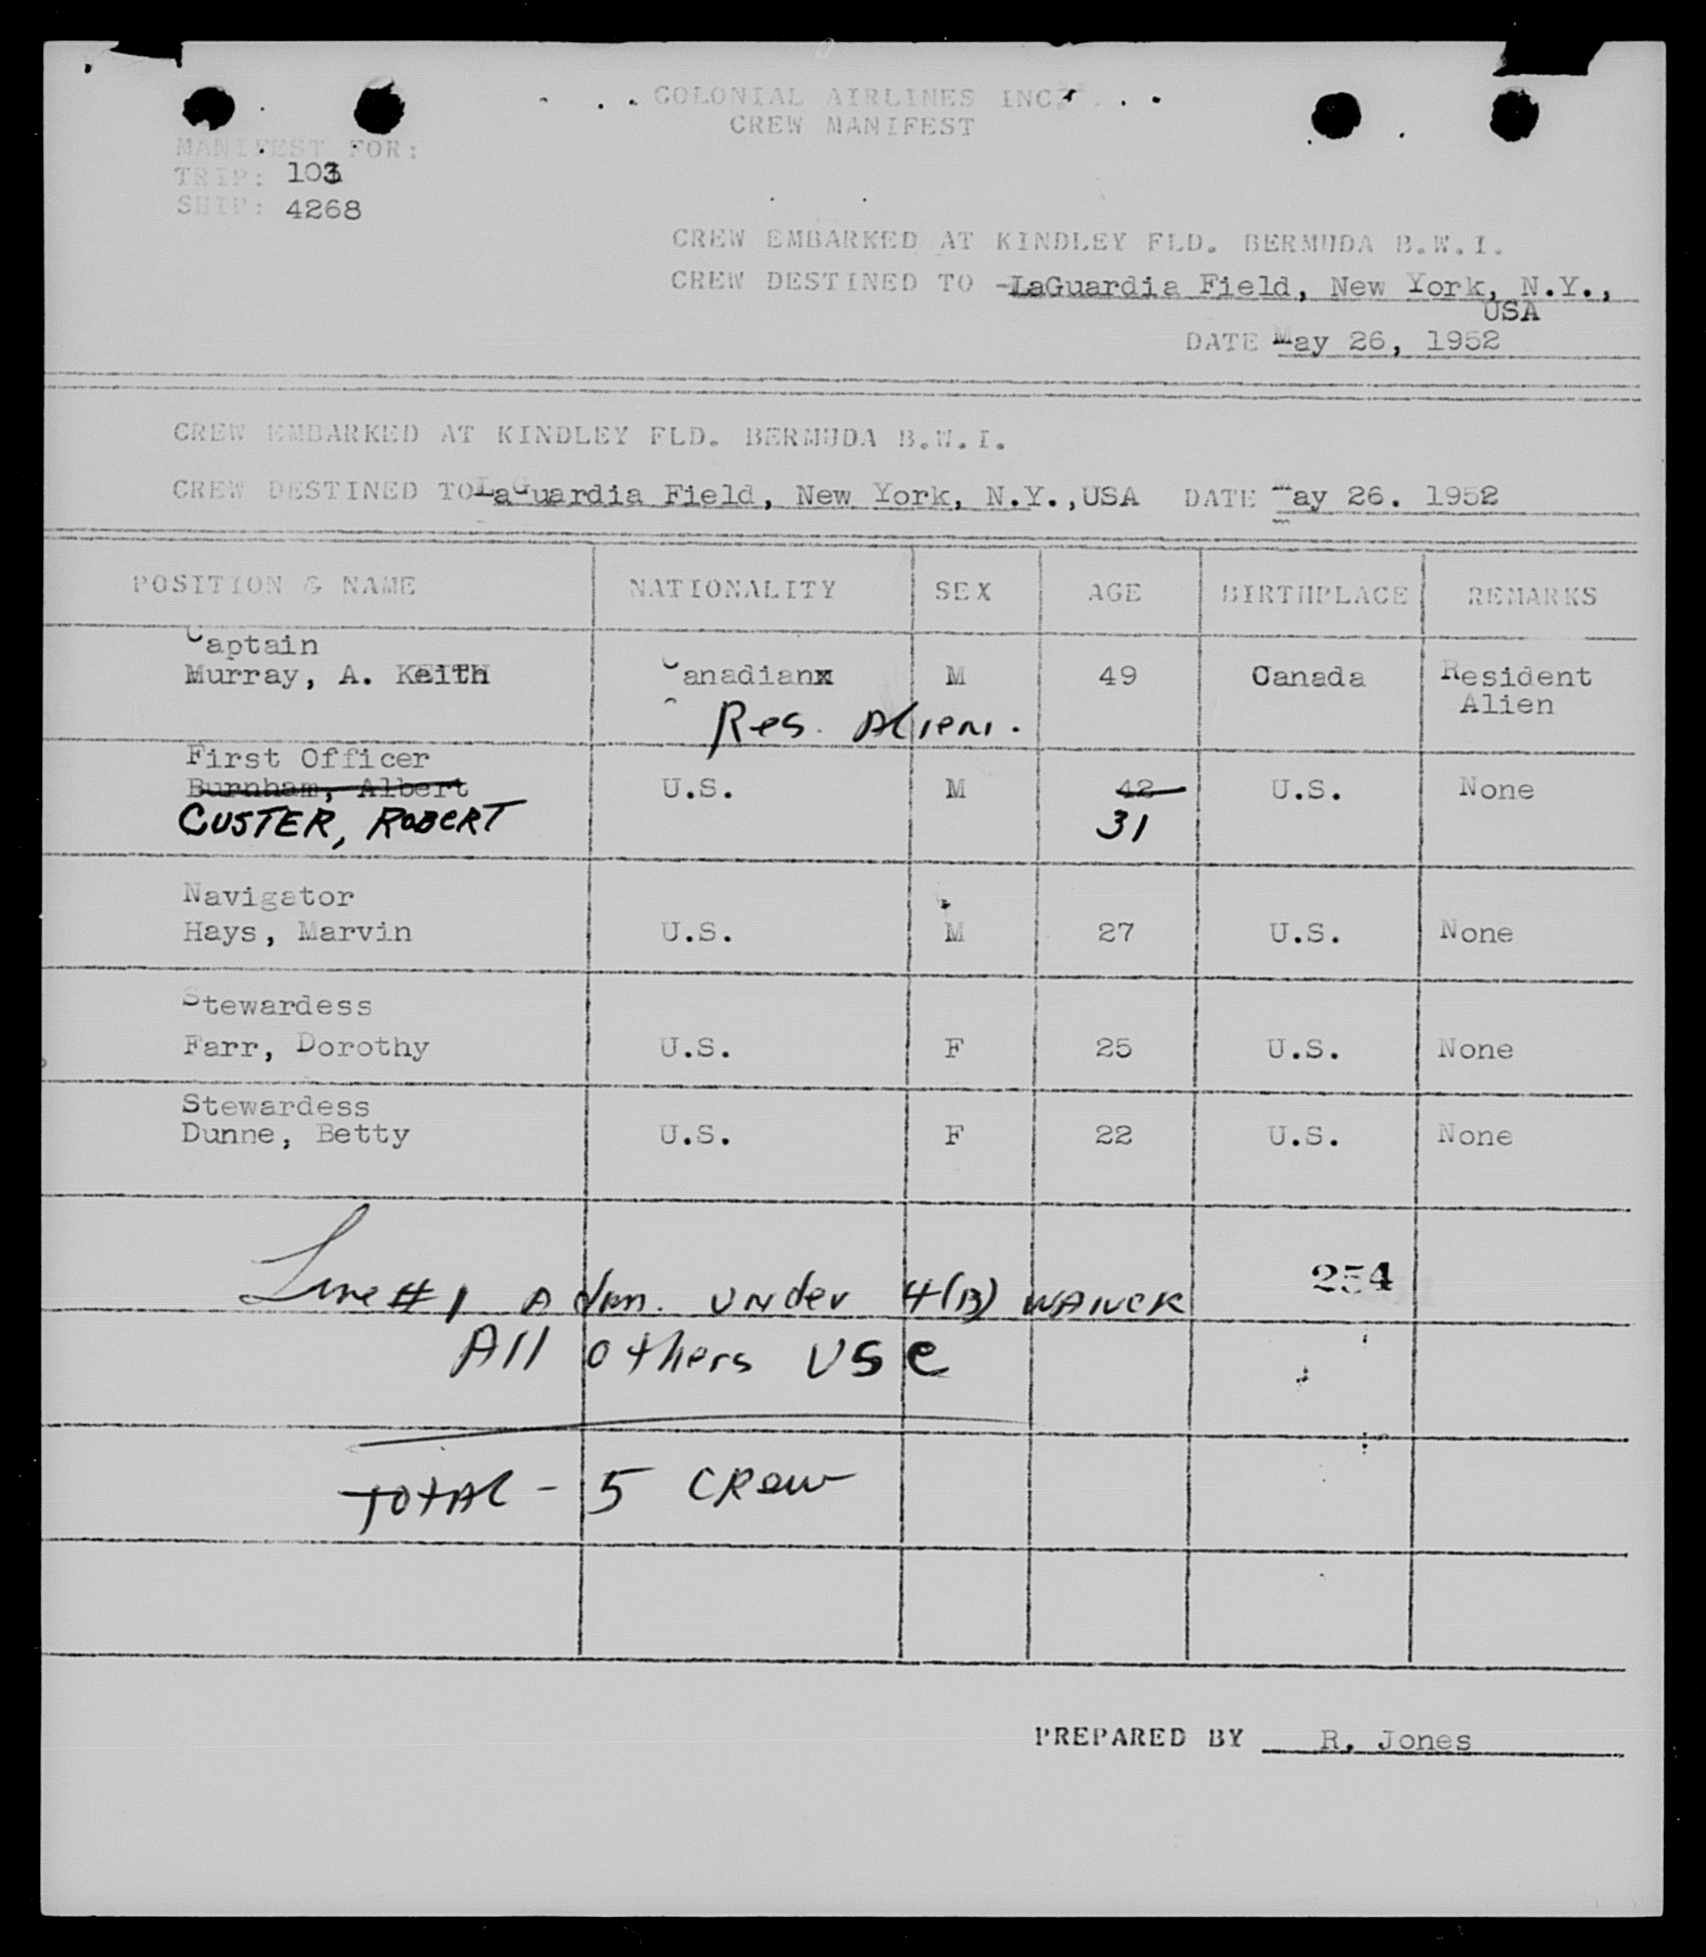 COLONIAL AIRLINES INC.
CREW MANIFEST
MANIFEST FOR:
TRIP: 103
SHIP: 4268
CREW EMBARKED AT KINDLEY FLD. BERMUDA B.W.I.
CREW DESTINED TO -LaGuardia Field, New York, N.Y.,
USA
DATE May 26, 1952
CREW EMBARKED AT KINDLEY FLD. BERMUDA B.W.I.
CREW DESTINED TO LaGuardia Field, New York, N.Y.,USA DATE May 26. 1952
POSITION & NAME NATIONALITY SEX AGE BIRTHPLACE REMARKS
Captain
Murray, A. Keith Canadianx M 49 Canada Resident
Alien
Res. Alien.
First Officer
Burnham, Albert U.S. M 42 U.S. None
CUSTER, ROBERT 31
Navigator
Hays, Marvin U.S. M 27 U.S. None
Stewardess
Farr, Dorothy U.S. F 25 U.S. None
Stewardess
Dunne, Betty U.S. F 22 U.S. None
254
Line #1 Adm. under 4(B) WAIVER
All others USC
TOTAL - 5 CREW
PREPARED BY R. Jones